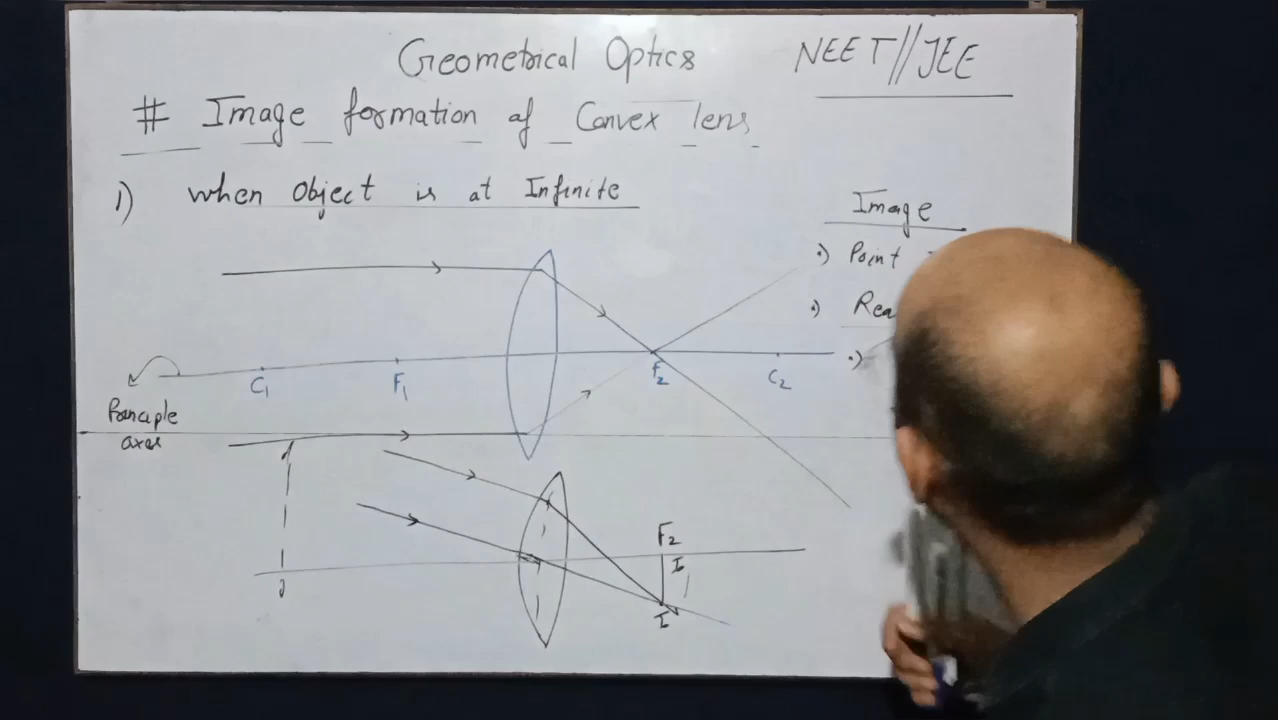 Geometrical Optics
NEET//JEE
# Image formation of Convex lens
1) when Object is at Infinite
Image
•) Point
•) Rea
•)
C1 F1 F2 C2
Principle
axes
F2
I
I